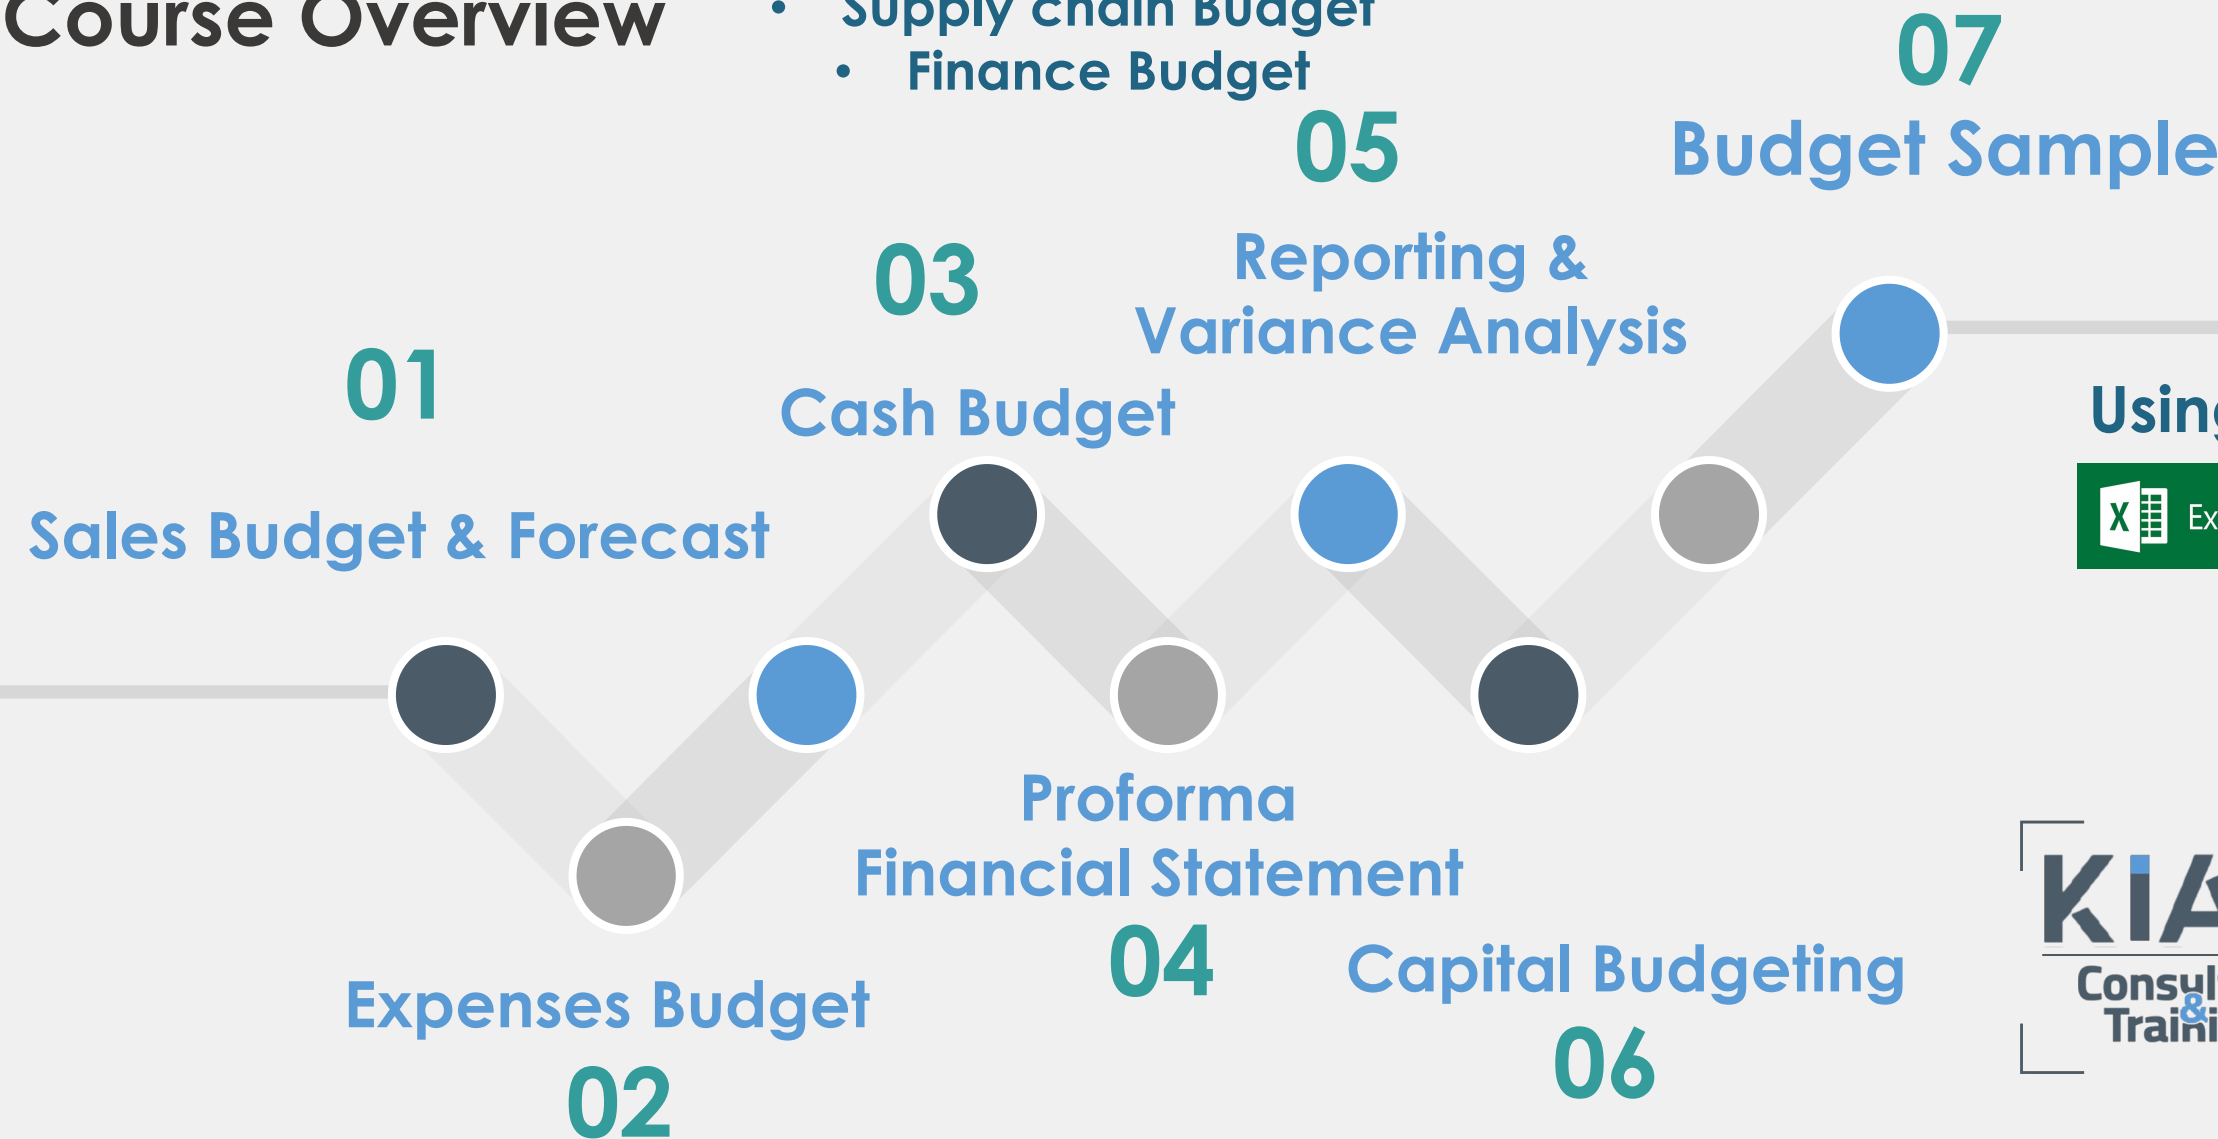 Course Overview
• Supply chain Budget
• Finance Budget
01
Sales Budget & Forecast
Expenses Budget
02
03
Cash Budget
Proforma
Financial Statement
04
05
Reporting &
Variance Analysis
Capital Budgeting
06
07
Budget Sample
X
KIA
&